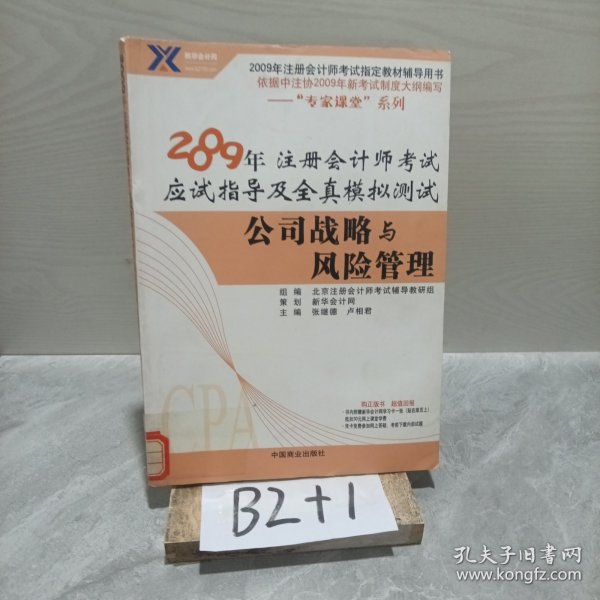 新华会计网
2009年注册会计师考试指定教材辅导用书
依据中注协2009年新考试制度大纲编写
——“专家课堂”系列
2009年 注册会计师考试
应试指导及全真模拟测试
公司战略与
风险管理
组 编 北京注册会计师考试辅导教研组
策 划 新华会计网
主 编 张继德 卢相君
购正版书 超值回报
CPA
中国商业出版社
B2+1
孔夫子旧书网
www.kongfz.com